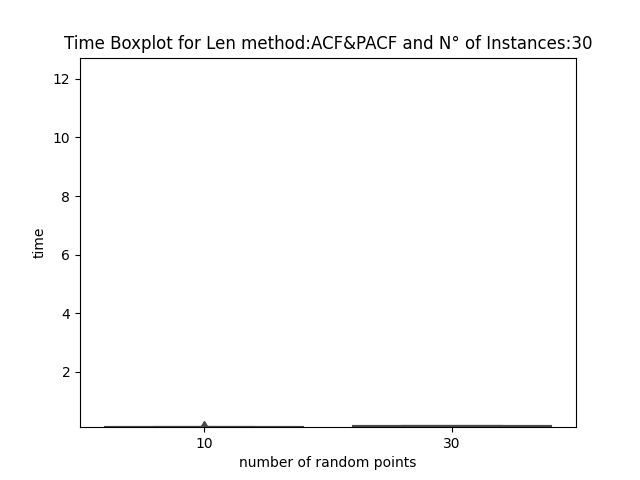 Time Boxplot for Len method:ACF&PACF and N° of Instances:30
12
10
8
6
4
2
time
10 30
number of random points